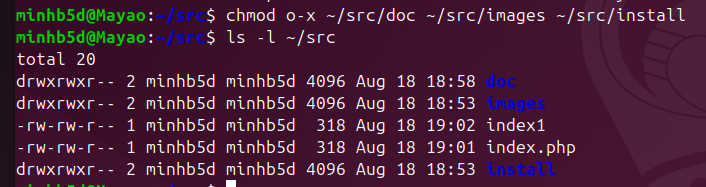 minhb5d@Mayao:~/src$ chmod o-x ~/src/doc ~/src/images ~/src/install
minhb5d@Mayao:~/src$ ls -l ~/src
total 20
drwxrwxr-- 2 minhb5d minhb5d 4096 Aug 18 18:58 doc
drwxrwxr-- 2 minhb5d minhb5d 4096 Aug 18 18:53 images
-rw-rw-r-- 1 minhb5d minhb5d  318 Aug 18 19:02 index1
-rw-rw-r-- 1 minhb5d minhb5d  318 Aug 18 19:01 index.php
drwxrwxr-- 2 minhb5d minhb5d 4096 Aug 18 18:53 install
minhb5d@Mayao:~/src$